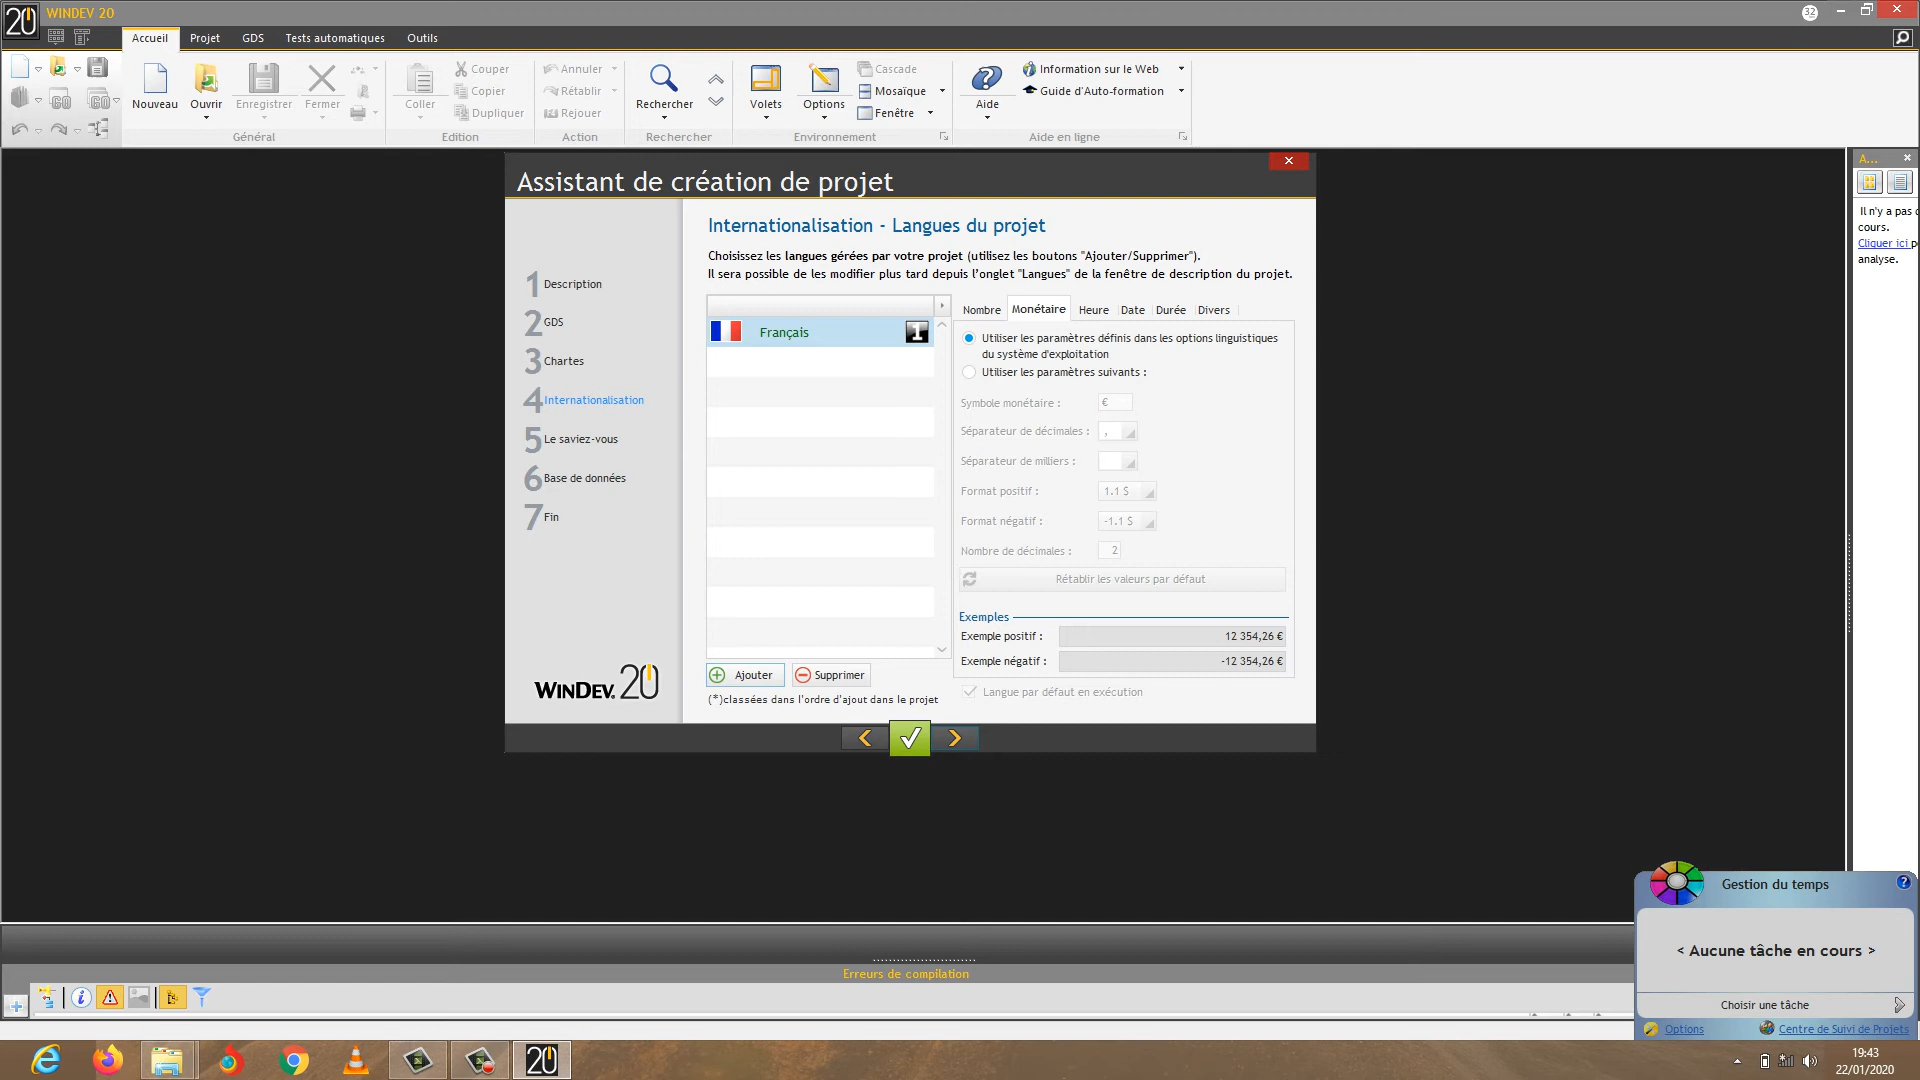 20
WINDEV 20
32
Accueil
Projet
GDS
Tests automatiques
Outils
Nouveau
Ouvrir
Enregistrer
Fermer
Général
Coller
Couper
Copier
Dupliquer
Edition
Annuler
Rétablir
Rejouer
Action
Rechercher
Rechercher
Volets
Options
Cascade
Mosaïque
Fenêtre
Environnement
Aide
Information sur le Web
Guide d'Auto-formation
Aide en ligne
GO
GO
Assistant de création de projet
1 Description
2 GDS
3 Chartes
4 Internationalisation
5 Le saviez-vous
6 Base de données
7 Fin
WINDEV. 20
Internationalisation - Langues du projet
Choisissez les langues gérées par votre projet (utilisez les boutons "Ajouter/Supprimer").
Il sera possible de les modifier plus tard depuis l'onglet "Langues" de la fenêtre de description du projet.
Français
1
Ajouter
Supprimer
(*)classées dans l'ordre d'ajout dans le projet
Nombre
Monétaire
Heure
Date
Durée
Divers
Utiliser les paramètres définis dans les options linguistiques
du système d'exploitation
Utiliser les paramètres suivants :
Symbole monétaire : €
Séparateur de décimales : ,
Séparateur de milliers :
Format positif : 1.1 $
Format négatif : -1.1 $
Nombre de décimales : 2
Rétablir les valeurs par défaut
Exemples
Exemple positif : 12 354,26 €
Exemple négatif : -12 354,26 €
Langue par défaut en exécution
A...
Il n'y a pas
cours.
Cliquer ici
analyse.
Gestion du temps
?
< Aucune tâche en cours >
Choisir une tâche
Options
Centre de Suivi de Projets
Erreurs de compilation
20
19:43
22/01/2020